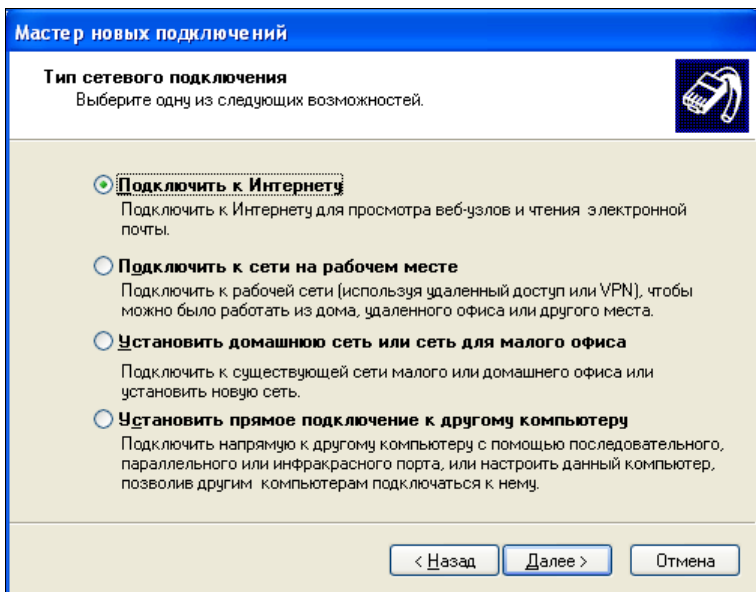 Мастер новых подключений
Тип сетевого подключения
Выберите одну из следующих возможностей.
Подключить к Интернету
Подключить к Интернету для просмотра веб-узлов и чтения электронной
почты.
Подключить к сети на рабочем месте
Подключить к рабочей сети (используя удаленный доступ или VPN), чтобы
можно было работать из дома, удаленного офиса или другого места.
Установить домашнюю сеть или сеть для малого офиса
Подключить к существующей сети малого или домашнего офиса или
установить новую сеть.
Установить прямое подключение к другому компьютеру
Подключить напрямую к другому компьютеру с помощью последовательного,
параллельного или инфракрасного порта, или настроить данный компьютер,
позволив другим компьютерам подключаться к нему.
< Назад Далее > Отмена